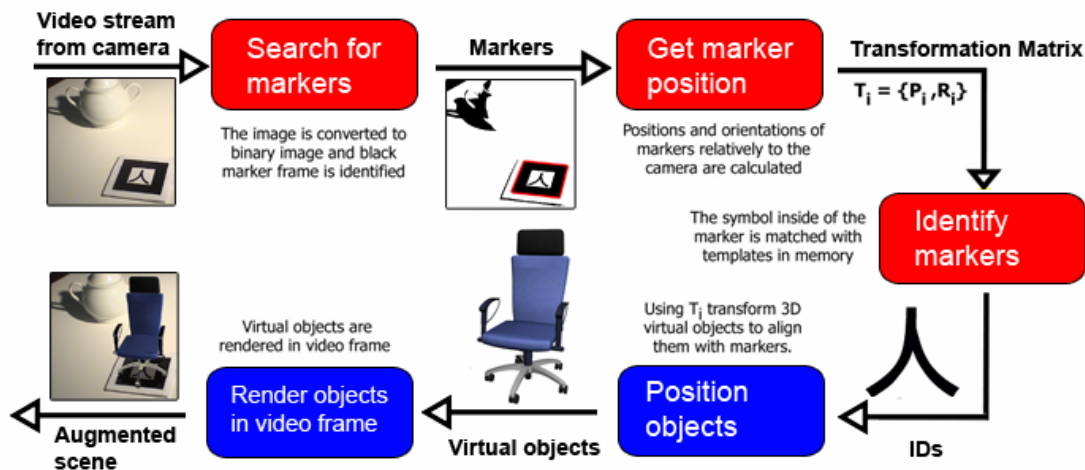 Video stream
from camera
Search for
markers
The image is converted to
binary image and black
marker frame is identified
Markers
Get marker
position
Positions and orientations of
markers relatively to the
camera are calculated
Transformation Matrix
Tᵢ = {Pᵢ ,Rᵢ}
Identify
markers
The symbol inside of the
marker is matched with
templates in memory
IDs
Using Tᵢ transform 3D
virtual objects to align
them with markers.
Position
objects
Virtual objects
Virtual objects are
rendered in video frame
Render objects
in video frame
Augmented
scene